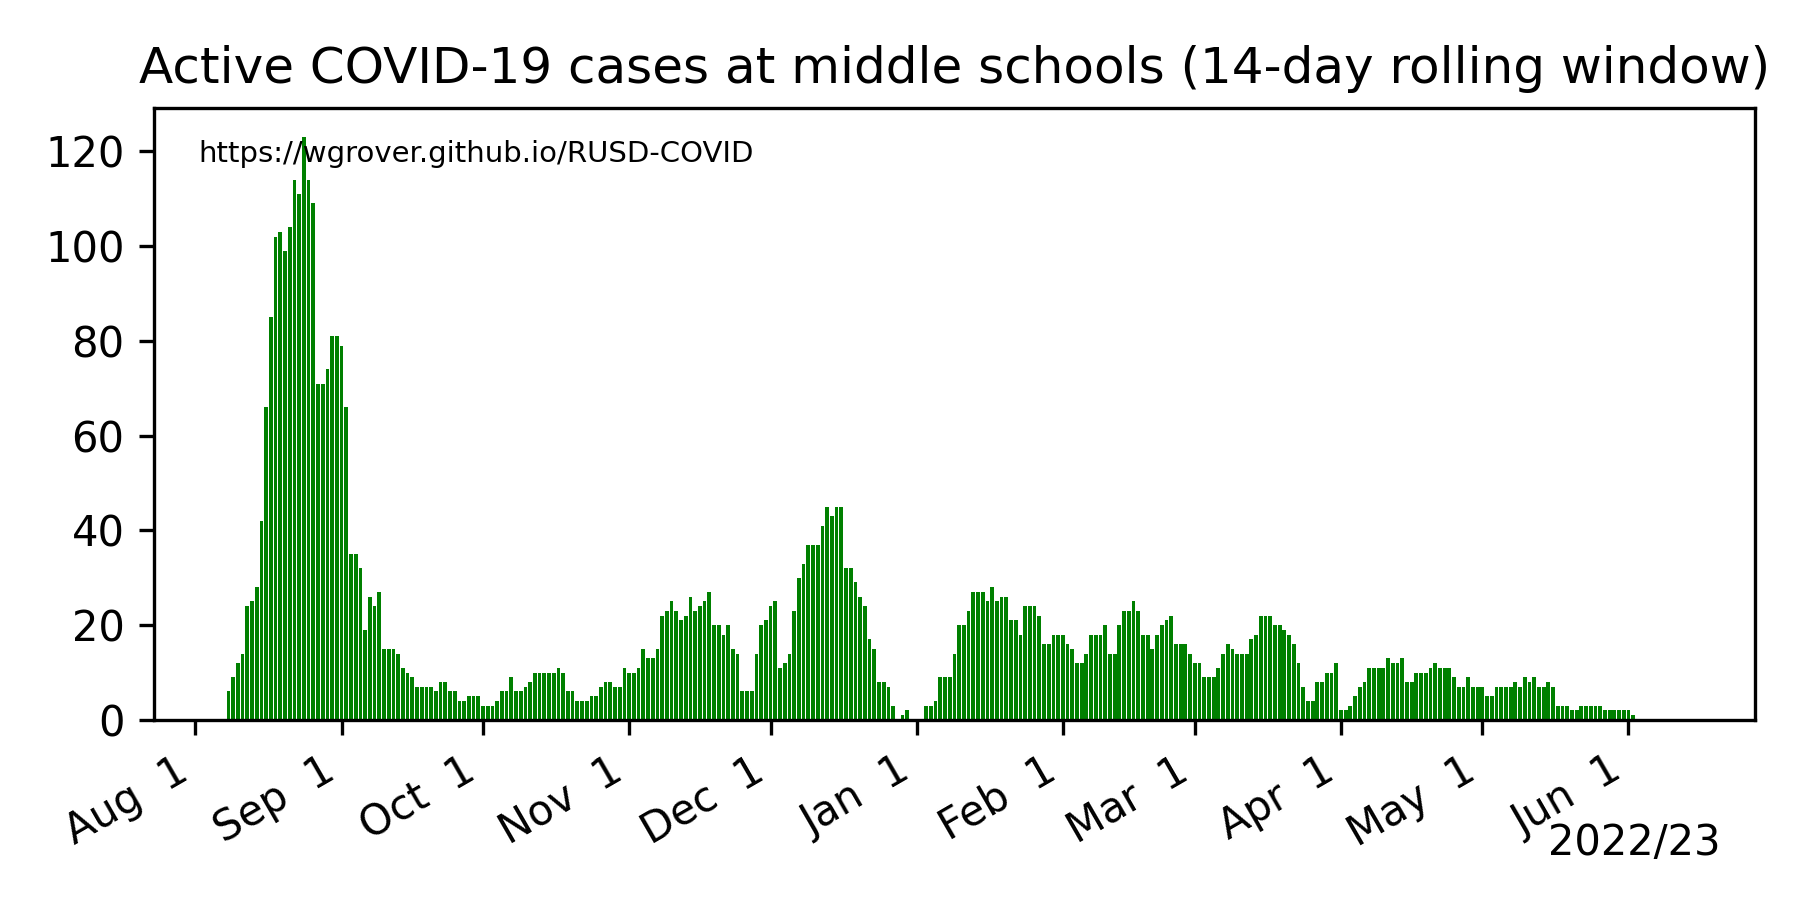 Active COVID-19 cases at middle schools (14-day rolling window)
https://wgrover.github.io/RUSD-COVID
120
100
80
60
40
20
0
Aug 1
Sep 1
Oct 1
Nov 1
Dec 1
Jan 1
Feb 1
Mar 1
Apr 1
May 1
Jun 1
2022/23